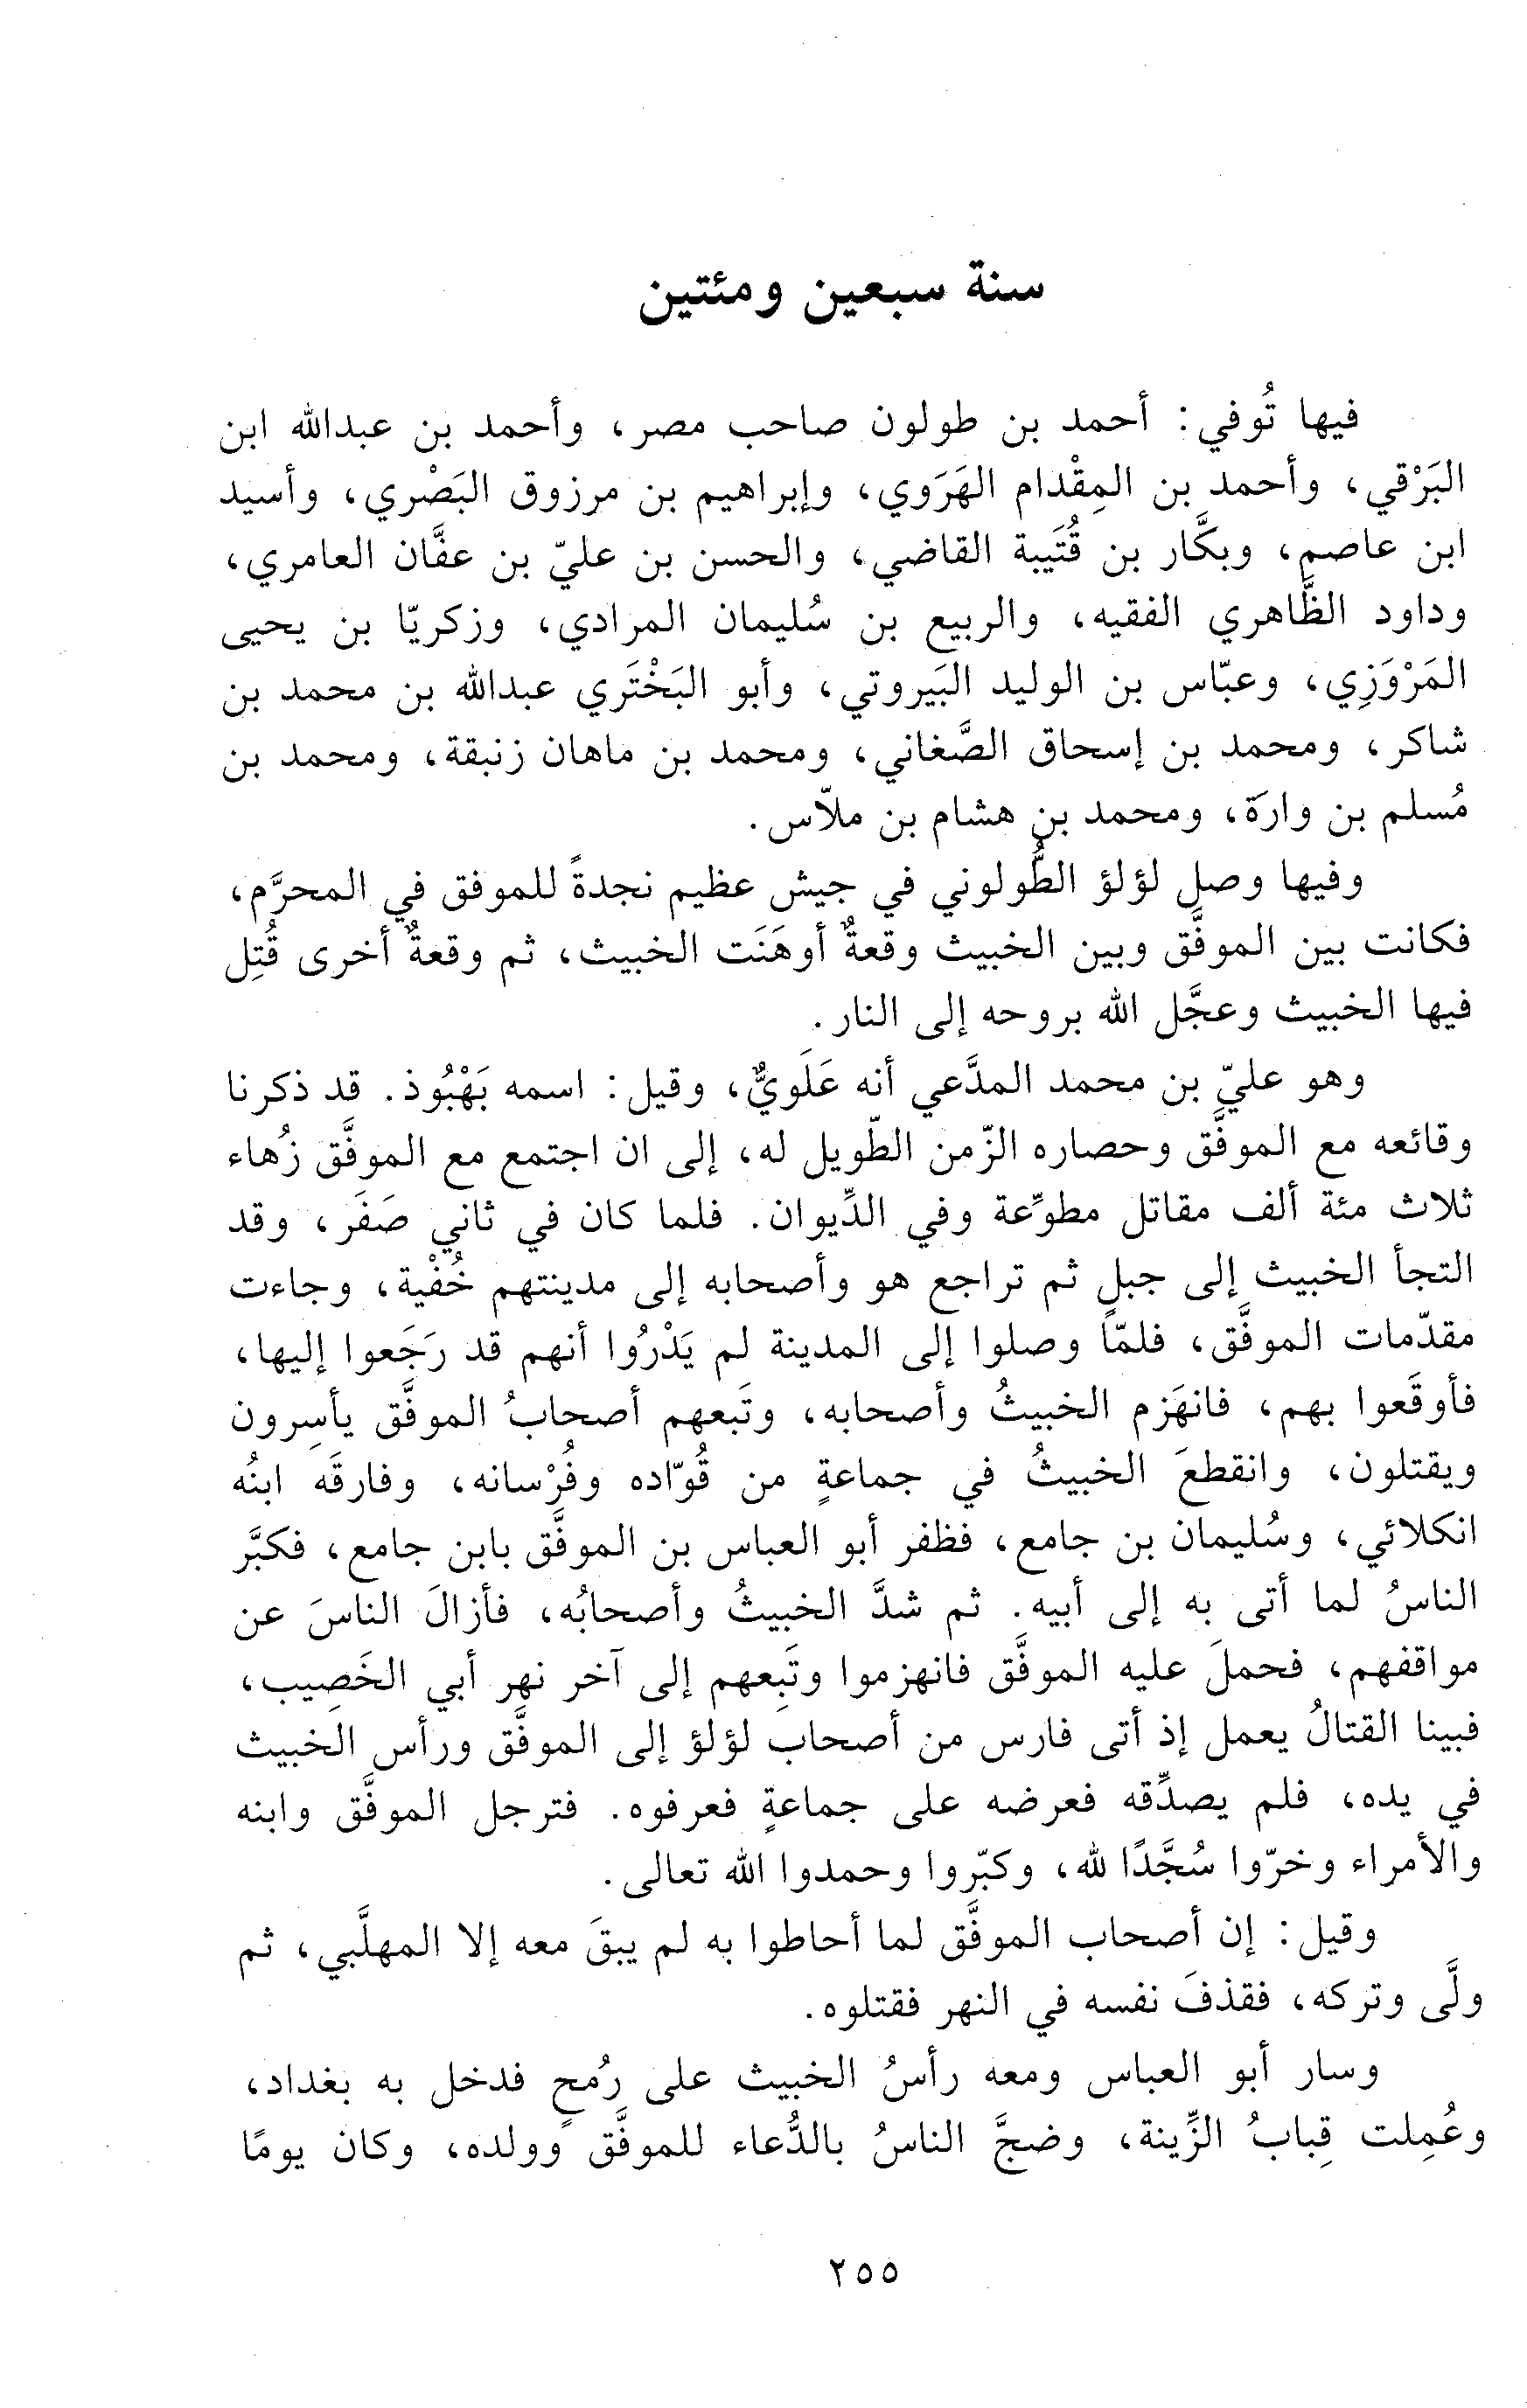 سنة سبعين ومئتين
فيها تُوفي: أحمد بن طولون صاحب مصر، وأحمد بن عبدالله ابن
البَرْقي، وأحمد بن المِقْدام الهَرَوي، وإبراهيم بن مرزوق البَصْري، وأسيد
ابن عاصم، وبكَّار بن قُتَيبة القاضي، والحسن بن عليّ بن عفَّان العامري،
وداود الظَّاهري الفقيه، والربيع بن سُليمان المرادي، وزكريّا بن يحيى
المَرْوَزِي، وعبّاس بن الوليد البَيروتي، وأبو البَخْتَري عبدالله بن محمد بن
شاكر، ومحمد بن إسحاق الصَّغاني، ومحمد بن ماهان زنبقة، ومحمد بن
مُسلم بن وارَة، ومحمد بن هشام بن ملاّس.
وفيها وصل لؤلؤ الطُّولوني في جيش عظيم نجدةً للموفق في المحرَّم،
فكانت بين الموفَّق وبين الخبيث وقعةٌ أوهَنَت الخبيث، ثم وقعةٌ أخرى قُتِل
فيها الخبيث وعجَّل الله بروحه إلى النار.
وهو عليّ بن محمد المدَّعي أنه عَلَويٌّ، وقيل: اسمه بَهْبُوذ. قد ذكرنا
وقائعه مع الموفَّق وحصاره الزّمن الطّويل له، إلى ان اجتمع مع الموفَّق زُهاء
ثلاث مئة ألف مقاتل مطوِّعة وفي الدِّيوان. فلما كان في ثاني صَفَر، وقد
التجأ الخبيث إلى جبلٍ ثم تراجع هو وأصحابه إلى مدينتهم خُفْية، وجاءت
مقدّمات الموفَّق، فلمّا وصلوا إلى المدينة لم يَدْرُوا أنهم قد رَجَعوا إليها،
فأوقَعوا بهم، فانهَزم الخبيثُ وأصحابه، وتَبعهم أصحابُ الموفَّق يأسِرون
ويقتلون، وانقطعَ الخبيثُ في جماعةٍ من قُوّاده وفُرْسانه، وفارقَه ابنُه
انكلائي، وسُليمان بن جامع، فظفر أبو العباس بن الموفَّق بابن جامع، فكبَّر
الناسُ لما أتى به إلى أبيه. ثم شدَّ الخبيثُ وأصحابُه، فأزالَ الناسَ عن
مواقفهم، فحملَ عليه الموفَّق فانهزموا وتَبِعهم إلى آخر نهر أبي الخَصِيب،
فبينا القتالُ يعمل إذ أتى فارس من أصحاب لؤلؤ إلى الموفَّق ورأس الخبيث
في يده، فلم يصدِّقه فعرضه على جماعةٍ فعرفوه. فترجل الموفَّق وابنه
والأمراء وخرّوا سُجَّدًا لله، وكبّروا وحمدوا الله تعالى.
وقيل: إن أصحاب الموفَّق لما أحاطوا به لم يبقَ معه إلا المهلَّبي، ثم
ولَّى وتركه، فقذفَ نفسه في النهر فقتلوه.
وسار أبو العباس ومعه رأسُ الخبيث على رُمحٍ فدخل به بغداد،
وعُمِلت قِبابُ الزِّينة، وضجَّ الناسُ بالدُّعاء للموفَّق وولده، وكان يومًا
٢٥٥